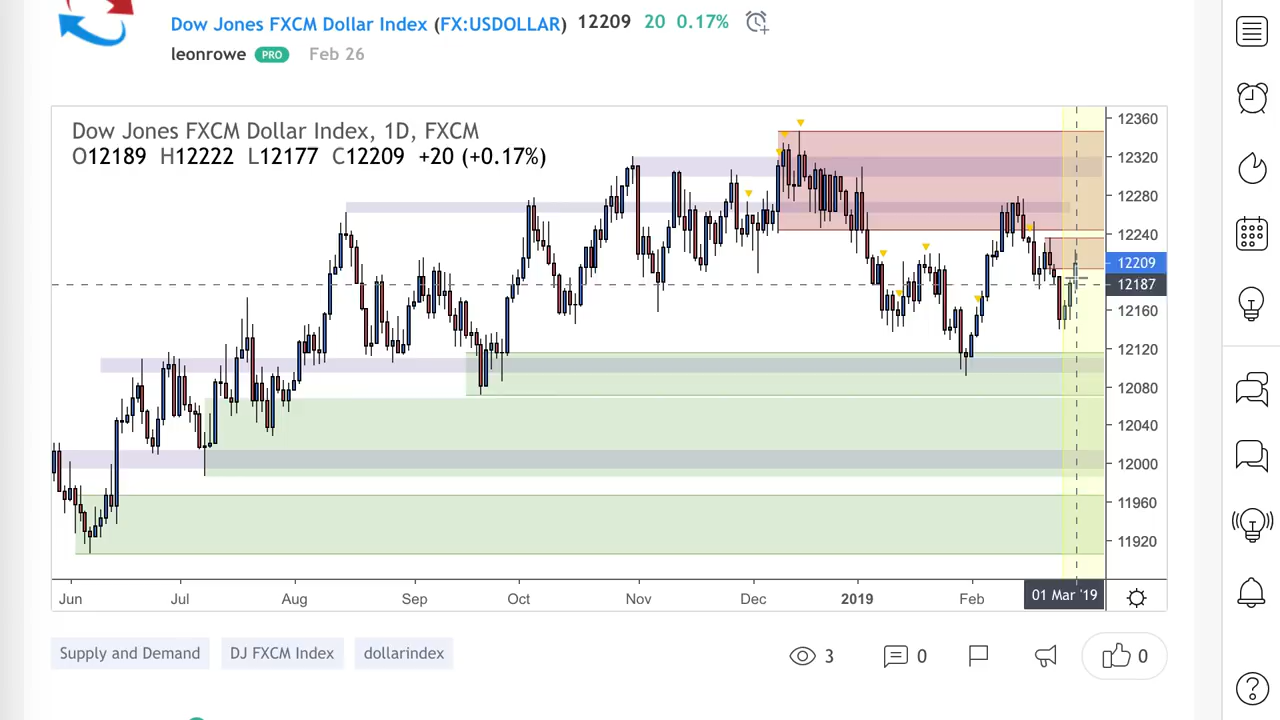 Dow Jones FXCM Dollar Index (FX:USDOLLAR) 12209 20 0.17%
leonrowe PRO Feb 26
Dow Jones FXCM Dollar Index, 1D, FXCM
O12189 H12222 L12177 C12209 +20 (+0.17%)
12360
12320
12280
12240
12209
12187
12160
12120
12080
12040
12000
11960
11920
Jun Jul Aug Sep Oct Nov Dec 2019 Feb 01 Mar '19
Supply and Demand DJ FXCM Index dollarindex 3 0 0